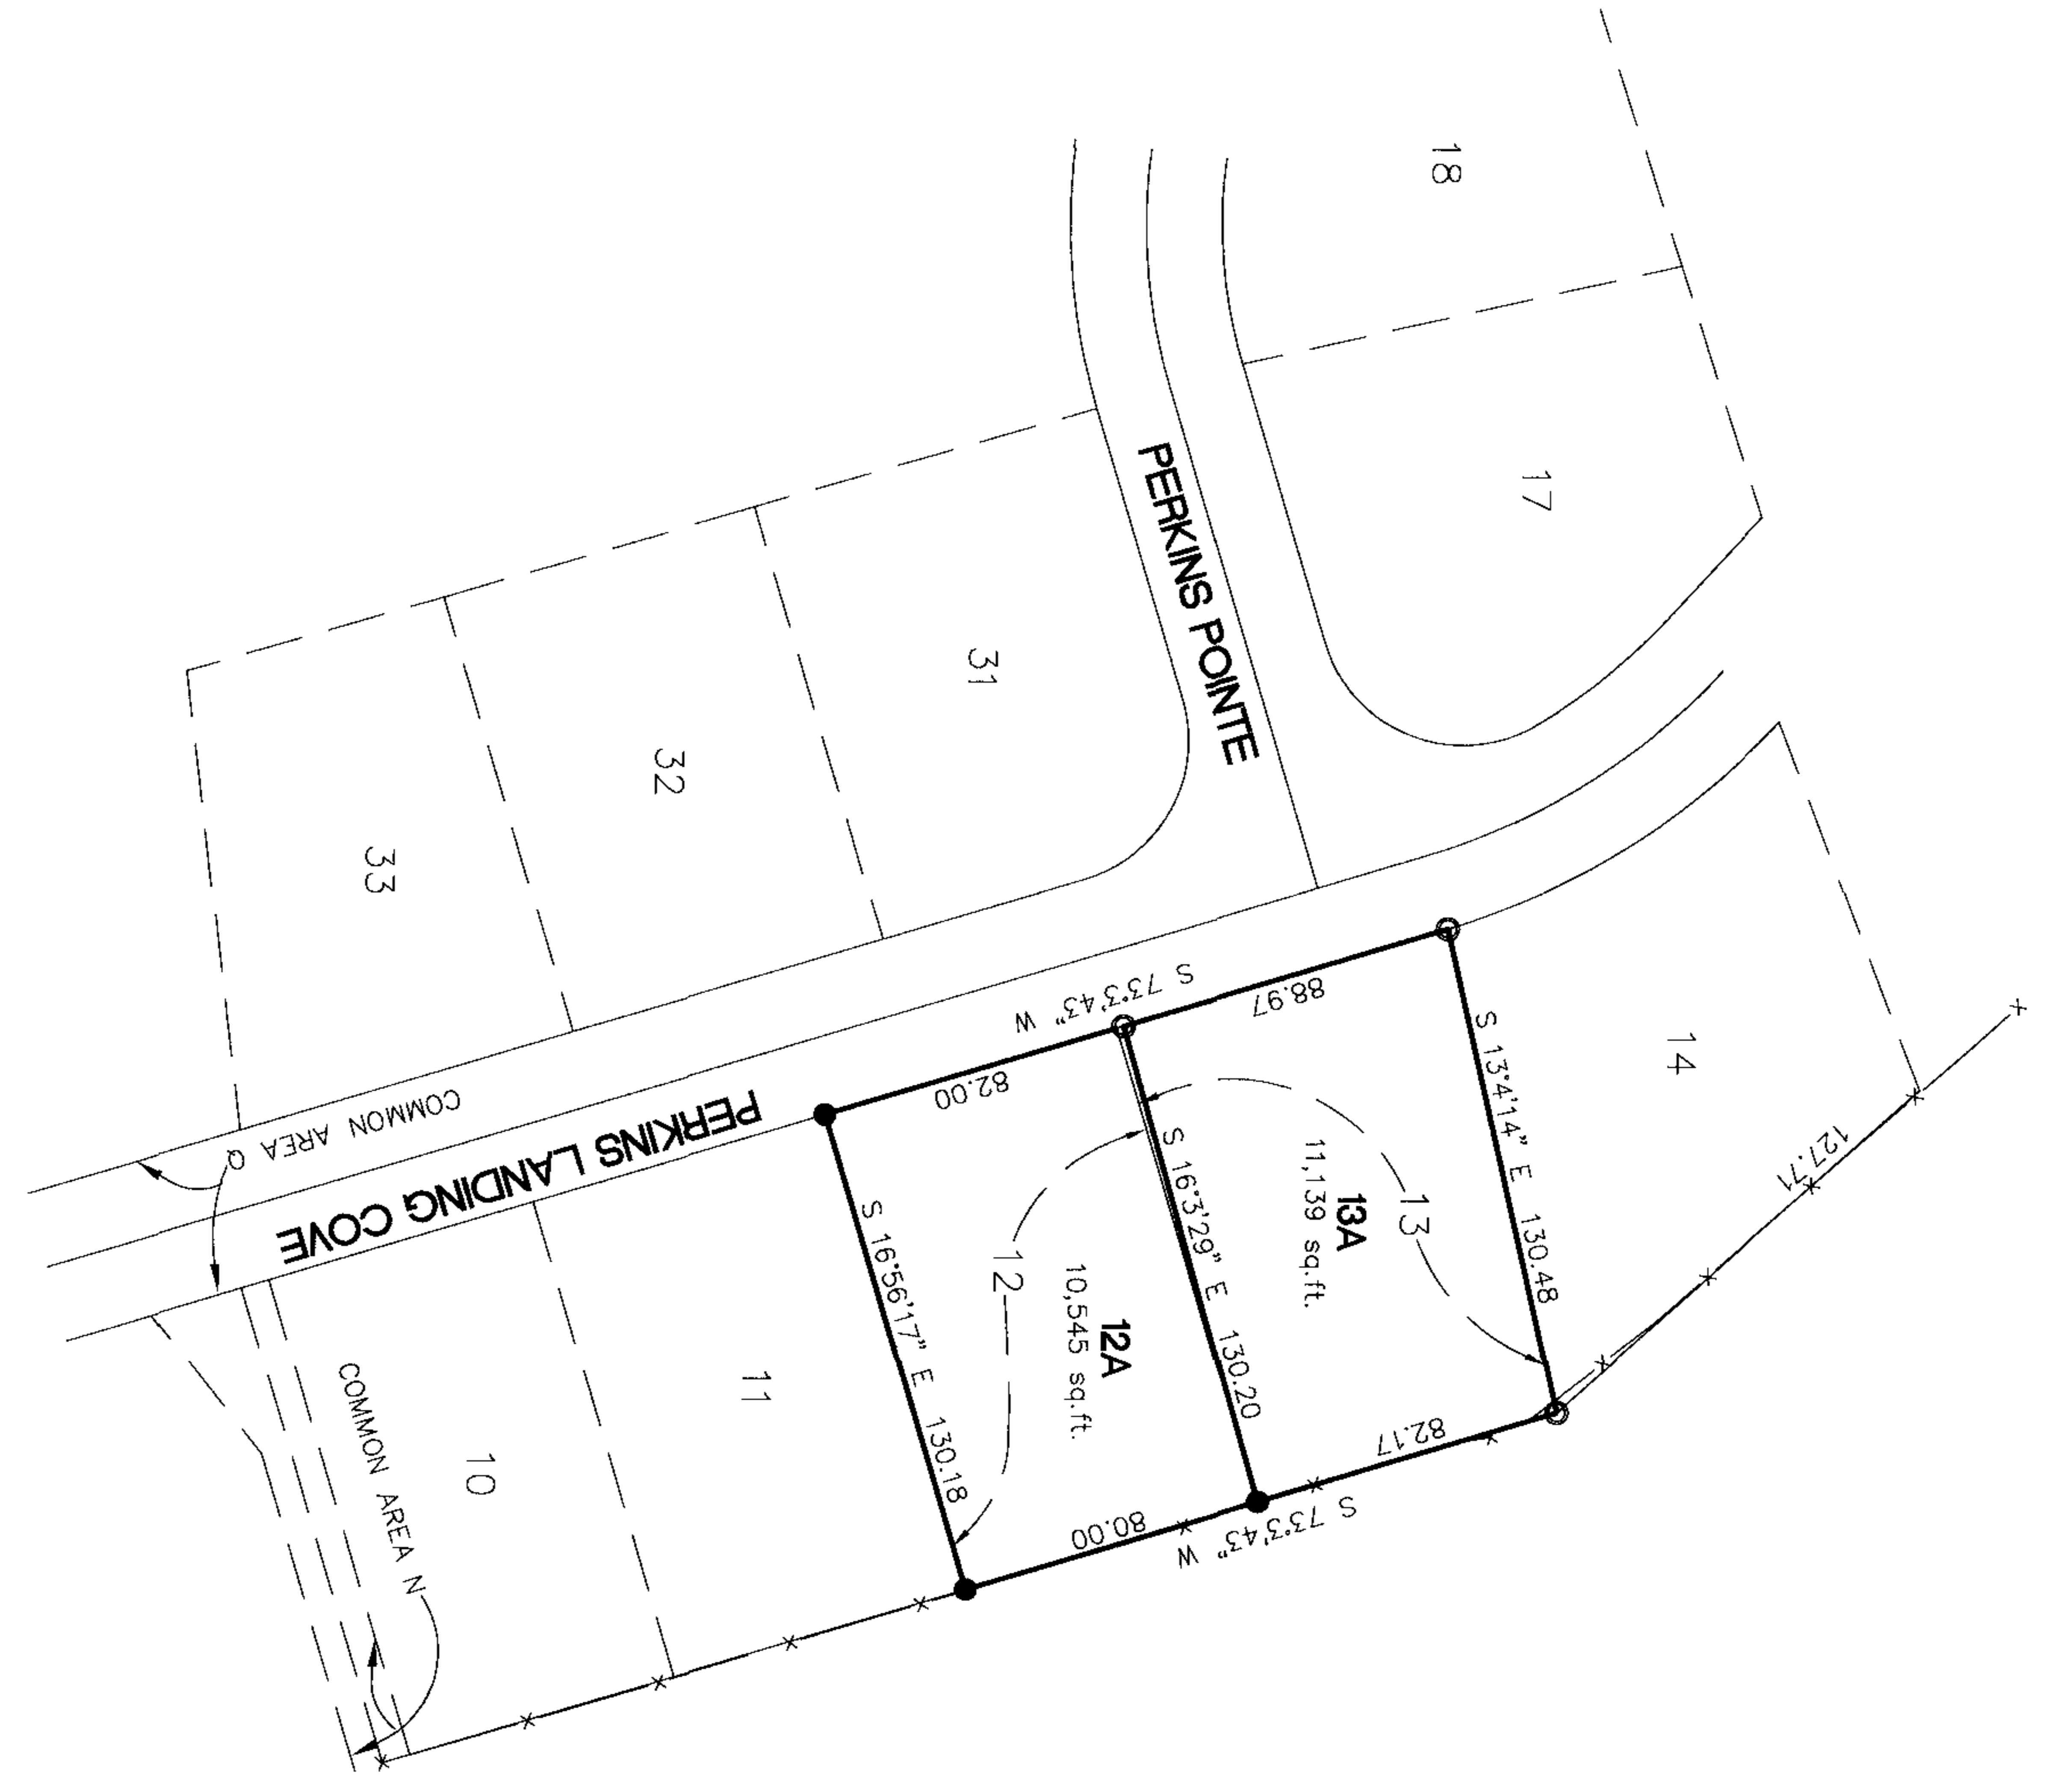 18
17
PERKINS POINTE
31
32
33
S 73°3'43" W
88.97
82.00
COMMON AREA Q
PERKINS LANDING COVE
14
S 13°4'14" E 130.48
127.71
13
13A
11,139 sq.ft.
S 16°3'29" E 130.20
12
12A
10,545 sq.ft.
S 16°56'17" E 130.18
11
10
COMMON AREA N
82.17
80.00
S 73°3'43" W